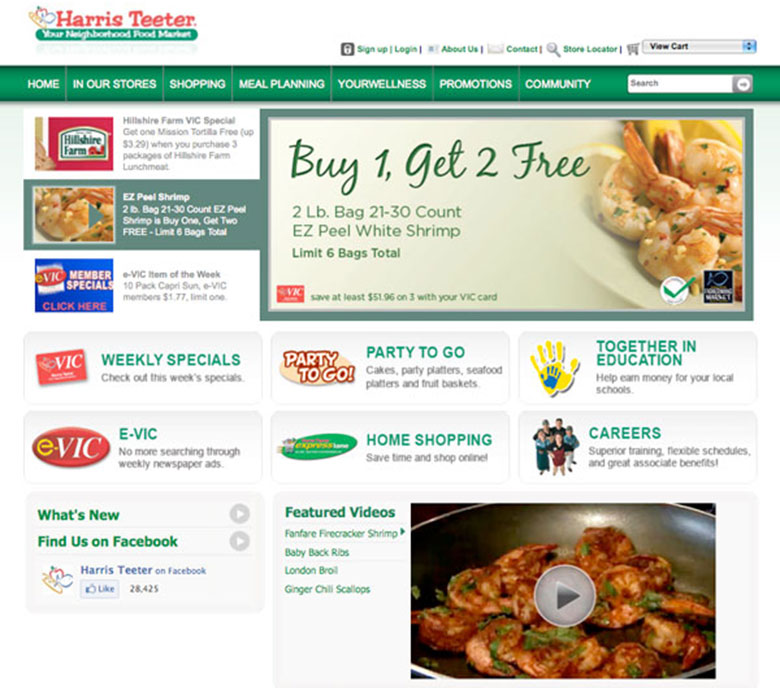 Harris Teeter
Your Neighborhood Food Market
Sign up | Login | About Us | Contact | Store Locator | View Cart
HOME IN OUR STORES SHOPPING MEAL PLANNING YOURWELLNESS PROMOTIONS COMMUNITY Search
Hillshire Farm
Hillshire Farm VIC Special
Get one Mission Tortilla Free (up
$3.29) when you purchase 3
packages of Hillshire Farm
Lunchmeat.
EZ Peel Shrimp
2 lb. Bag 21-30 Count EZ Peel
Shrimp is Buy One, Get Two
FREE - Limit 6 Bags Total
e-VIC MEMBER
SPECIALS
CLICK HERE
e-VIC Item of the Week
10 Pack Capri Sun, e-VIC
members $1.77, limit one.
Buy 1, Get 2 Free
2 Lb. Bag 21-30 Count
EZ Peel White Shrimp
Limit 6 Bags Total
VIC
save at least $51.96 on 3 with your VIC card
MARKET
VIC
WEEKLY SPECIALS
Check out this week's specials.
PARTY
TO GO!
PARTY TO GO
Cakes, party platters, seafood
platters and fruit baskets.
TOGETHER IN
EDUCATION
Help earn money for your local
schools.
e-VIC
E-VIC
No more searching through
weekly newspaper ads.
express lane
HOME SHOPPING
Save time and shop online!
CAREERS
Superior training, flexible schedules,
and great associate benefits!
What's New
Find Us on Facebook
Harris Teeter on Facebook
Like 28,425
Featured Videos
Fanfare Firecracker Shrimp
Baby Back Ribs
London Broil
Ginger Chili Scallops